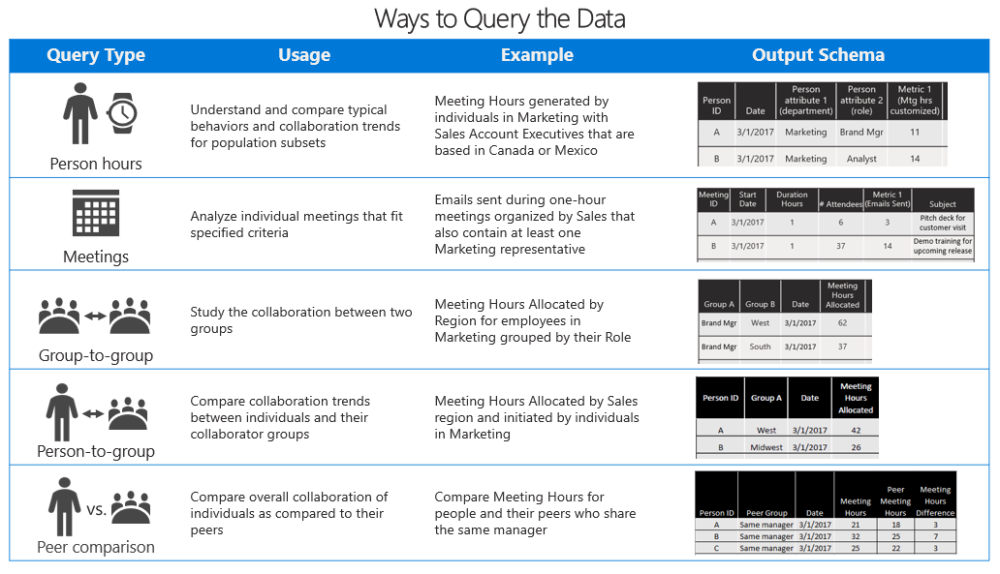 Ways to Query the Data
Query Type Usage Example Output Schema
Person hours
Understand and compare typical
behaviors and collaboration trends
for population subsets
Meeting Hours generated by
individuals in Marketing with
Sales Account Executives that are
based in Canada or Mexico
Person
ID
Date
Person
attribute 1
(department)
Person
attribute 2
(role)
Metric 1
(Mtg hrs
customized)
A 3/1/2017 Marketing Brand Mgr 11
B 3/1/2017 Marketing Analyst 14
Meetings
Analyze individual meetings that fit
specified criteria
Emails sent during one-hour
meetings organized by Sales that
also contain at least one
Marketing representative
Meeting
ID
Start
Date
Duration
Hours
# Attendees
Metric 1
(Emails Sent)
Subject
A 3/1/2017 1 6 3 Pitch deck for
customer visit
B 3/1/2017 1 37 14 Demo training for
upcoming release
Group-to-group
Study the collaboration between two
groups
Meeting Hours Allocated by
Region for employees in
Marketing grouped by their Role
Group A Group B Date
Meeting
Hours
Allocated
Brand Mgr West 3/1/2017 62
Brand Mgr South 3/1/2017 37
Person-to-group
Compare collaboration trends
between individuals and their
collaborator groups
Meeting Hours Allocated by Sales
region and initiated by individuals
in Marketing
Person ID Group A Date
Meeting
Hours
Allocated
A West 3/1/2017 42
B Midwest 3/1/2017 26
vs.
Peer comparison
Compare overall collaboration of
individuals as compared to their
peers
Compare Meeting Hours for
people and their peers who share
the same manager
Person ID Peer Group Date
Meeting
Hours
Peer
Meeting
Hours
Meeting
Hours
Difference
A Same manager 3/1/2017 21 18 3
B Same manager 3/1/2017 32 25 7
C Same manager 3/1/2017 25 22 3